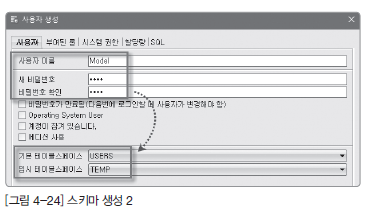 사용자 생성
사용자 | 부여된 롤 | 시스템 권한 | 할당량 | SQL
사용자 이름 Model
새 비밀번호 ••••
비밀번호 확인 ••••
비밀번호가 만료됨(다음번에 로그인할 때 사용자가 변경해야 함)
Operating System User
계정이 잠겨 있습니다.
에디션 사용
기본 테이블스페이스 USERS
임시 테이블스페이스 TEMP
[그림 4-24] 스키마 생성 2